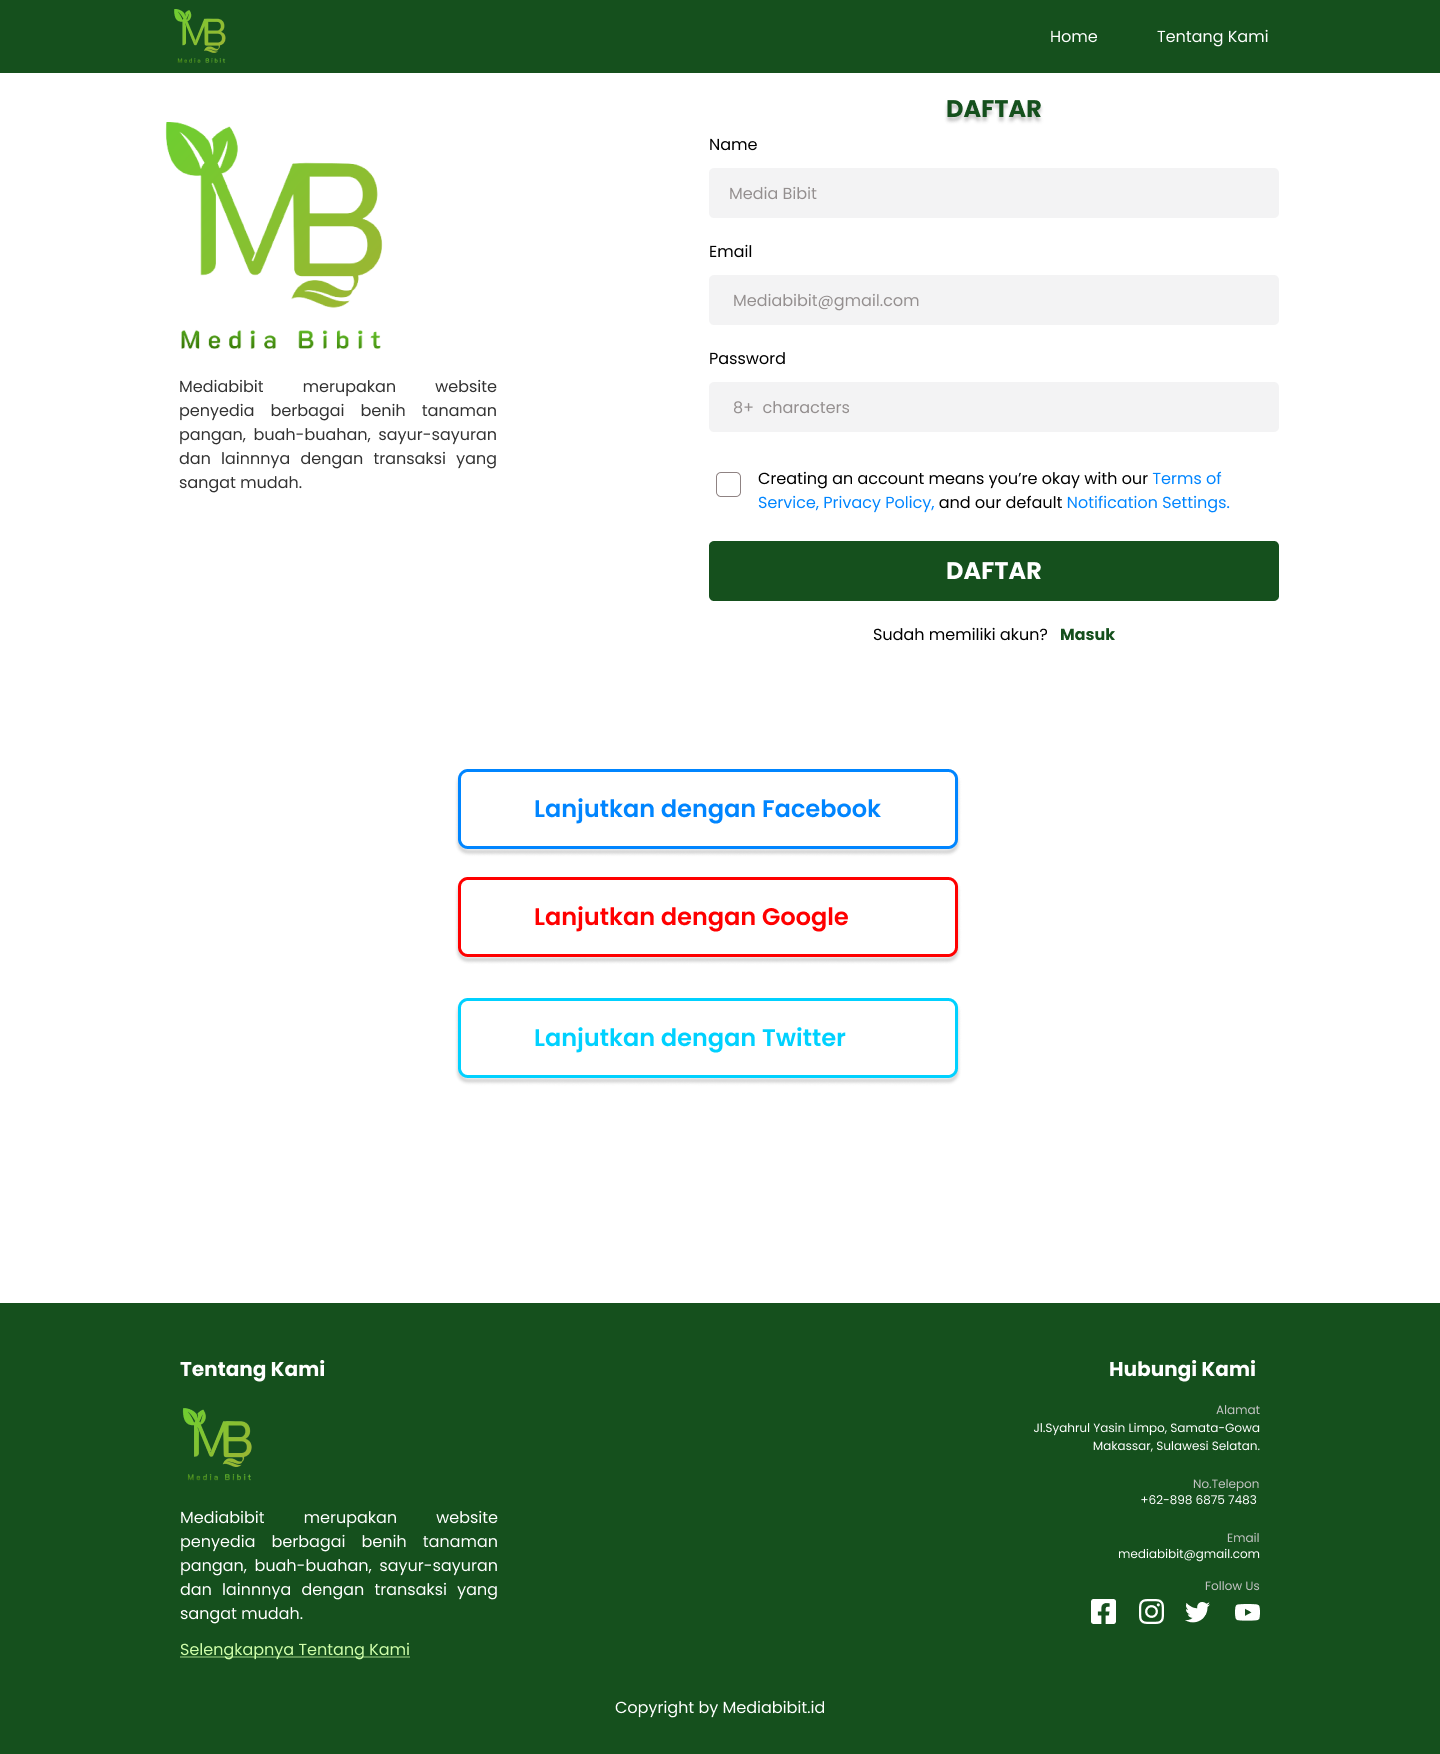 Media Bibit
Home
Tentang Kami
Media Bibit
Mediabibit merupakan website
penyedia berbagai benih tanaman
pangan, buah-buahan, sayur-sayuran
dan lainnnya dengan transaksi yang
sangat mudah.
DAFTAR
Name
Media Bibit
Email
Mediabibit@gmail.com
Password
8+ characters
Creating an account means you’re okay with our Terms of
Service, Privacy Policy, and our default Notification Settings.
DAFTAR
Sudah memiliki akun? Masuk
Lanjutkan dengan Facebook
Lanjutkan dengan Google
Lanjutkan dengan Twitter
Tentang Kami
Media Bibit
Mediabibit merupakan website
penyedia berbagai benih tanaman
pangan, buah-buahan, sayur-sayuran
dan lainnnya dengan transaksi yang
sangat mudah.
Selengkapnya Tentang Kami
Hubungi Kami
Alamat
Jl.Syahrul Yasin Limpo, Samata-Gowa
Makassar, Sulawesi Selatan.
No.Telepon
+62-898 6875 7483
Email
mediabibit@gmail.com
Follow Us
Copyright by Mediabibit.id